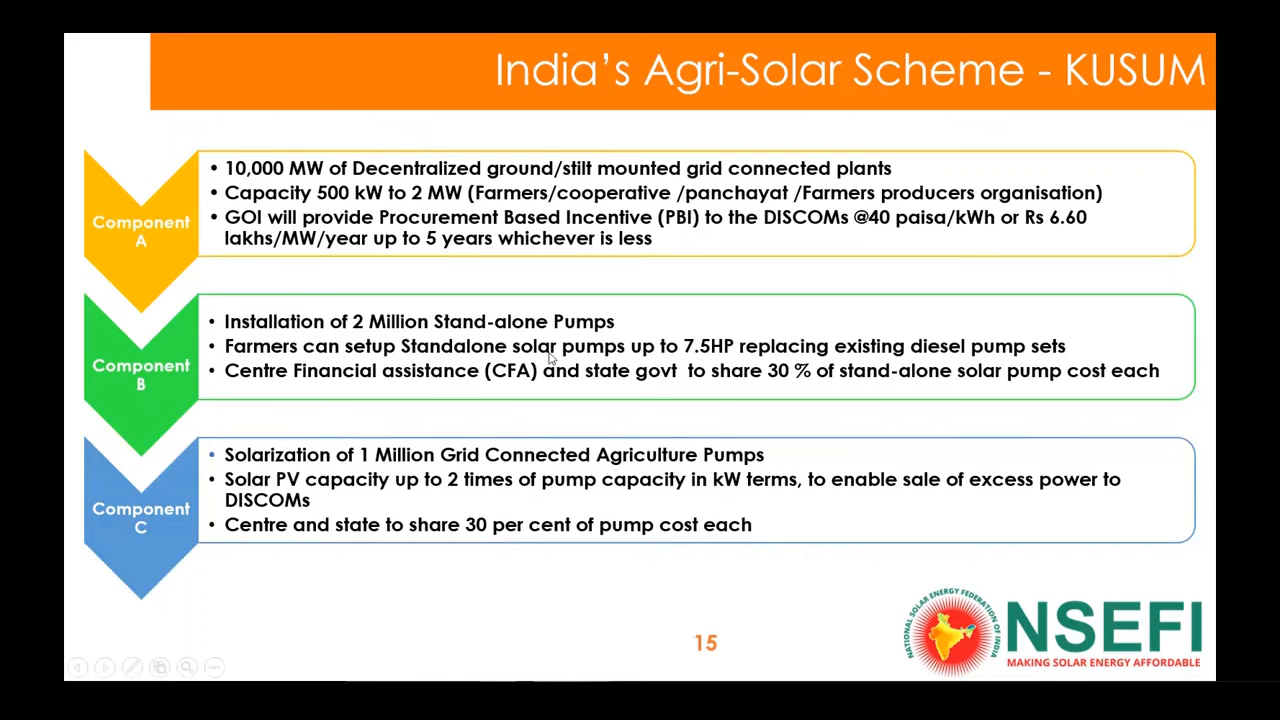 India's Agri-Solar Scheme - KUSUM
Component
A
• 10,000 MW of Decentralized ground/stilt mounted grid connected plants
• Capacity 500 kW to 2 MW (Farmers/cooperative /panchayat /Farmers producers organisation)
• GOI will provide Procurement Based Incentive (PBI) to the DISCOMs @40 paisa/kWh or Rs 6.60
lakhs/MW/year up to 5 years whichever is less
Component
B
• Installation of 2 Million Stand-alone Pumps
• Farmers can setup Standalone solar pumps up to 7.5HP replacing existing diesel pump sets
• Centre Financial assistance (CFA) and state govt to share 30 % of stand-alone solar pump cost each
Component
C
• Solarization of 1 Million Grid Connected Agriculture Pumps
• Solar PV capacity up to 2 times of pump capacity in kW terms, to enable sale of excess power to
DISCOMs
• Centre and state to share 30 per cent of pump cost each
15
NATIONAL SOLAR ENERGY FEDERATION OF INDIA
NSEFI
MAKING SOLAR ENERGY AFFORDABLE